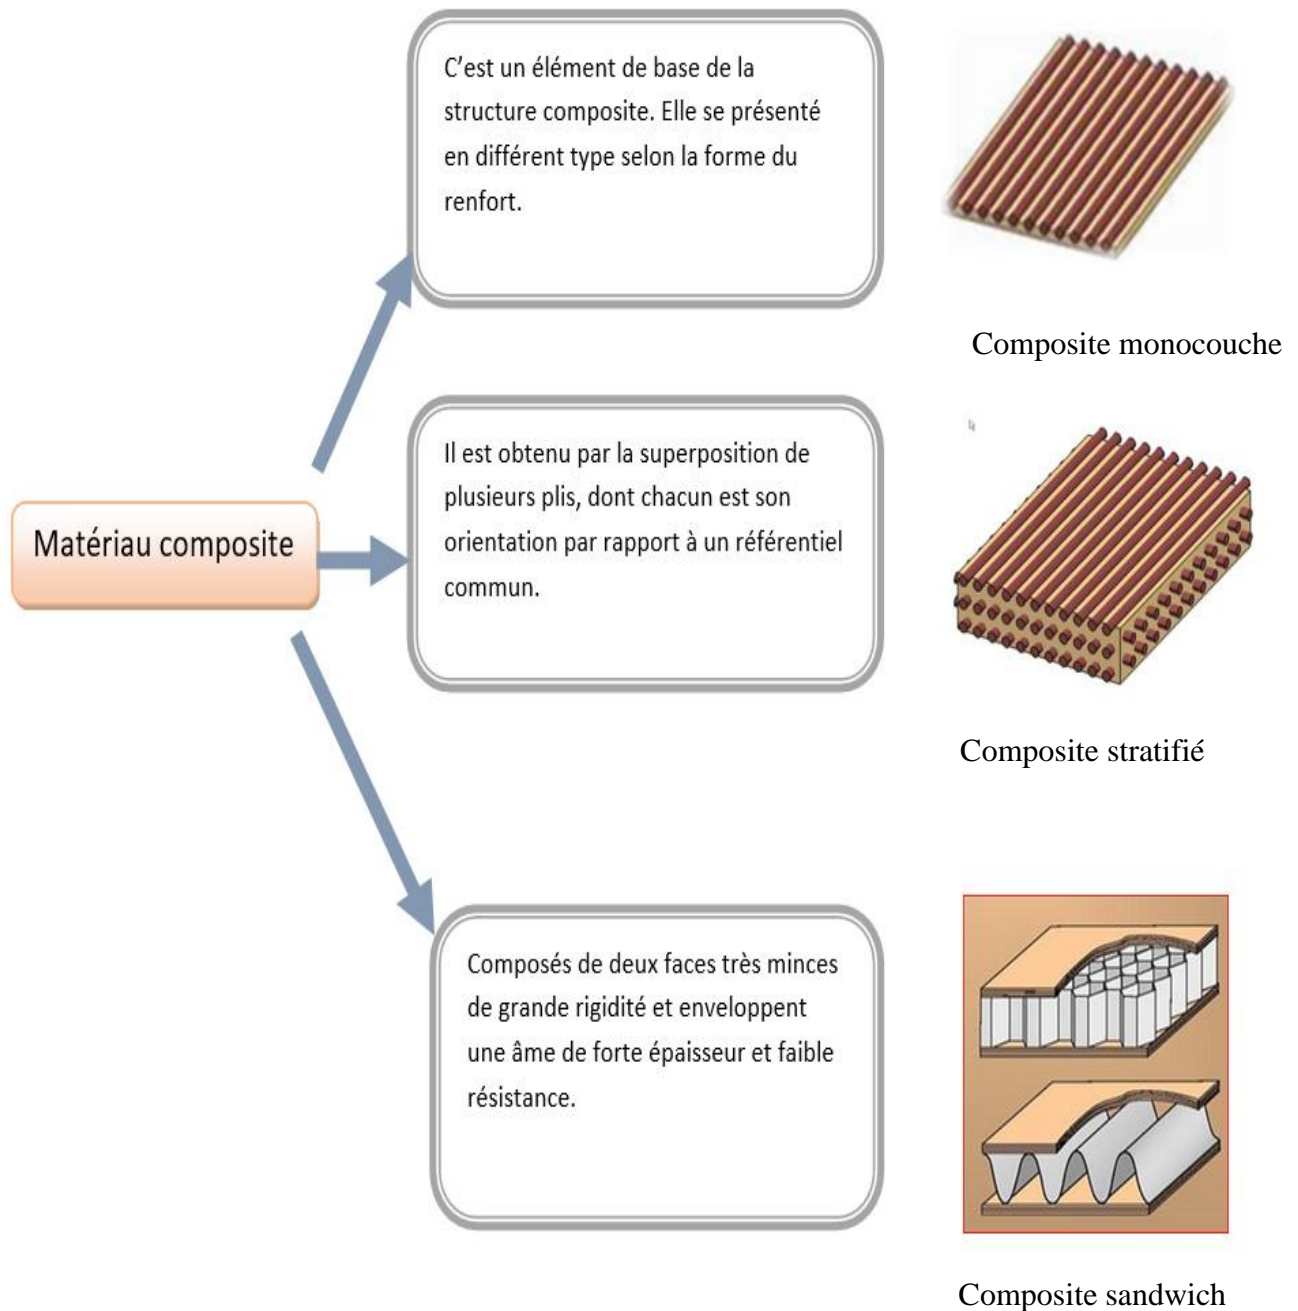 C'est un élément de base de la
structure composite. Elle se présenté
en différent type selon la forme du
renfort.
Composite monocouche
Il est obtenu par la superposition de
plusieurs plis, dont chacun est son
orientation par rapport à un référentiel
commun.
Matériau composite
Composite stratifié
Composés de deux faces très minces
de grande rigidité et enveloppent
une âme de forte épaisseur et faible
résistance.
Composite sandwich